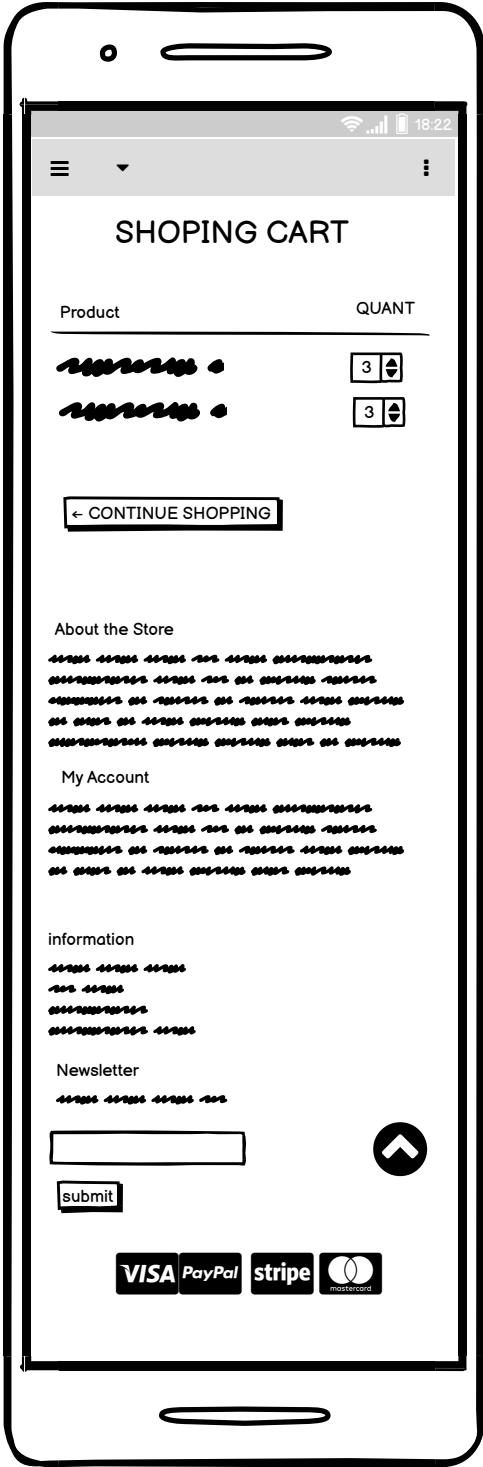 18:22
SHOPING CART
Product QUANT
3
3
← CONTINUE SHOPPING
About the Store
My Account
information
Newsletter
submit
VISA PayPal stripe mastercard